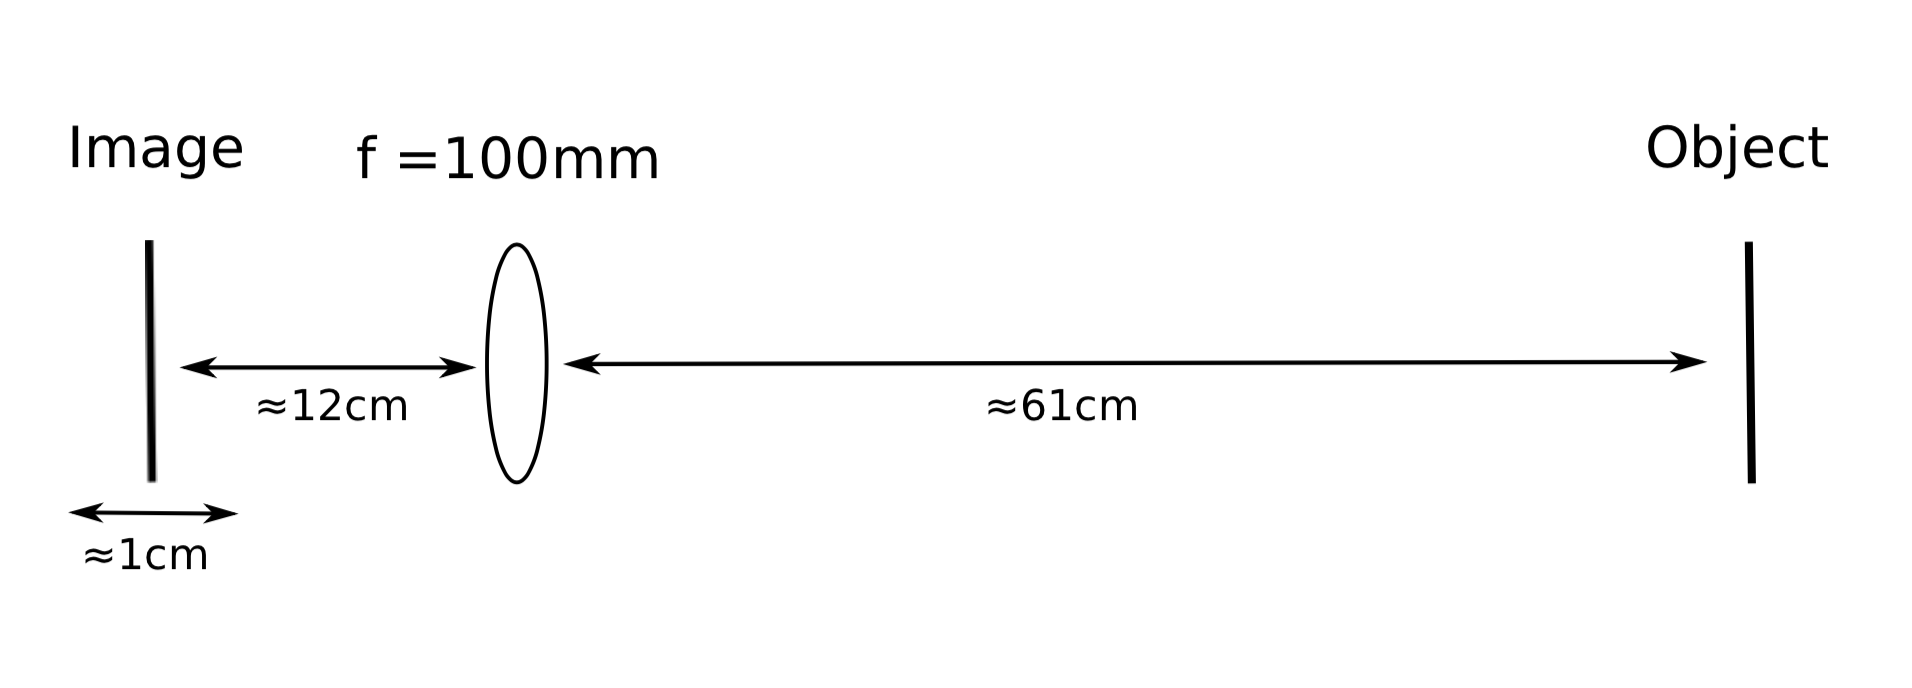 Image
f =100mm
Object
≈12cm
≈61cm
≈1cm